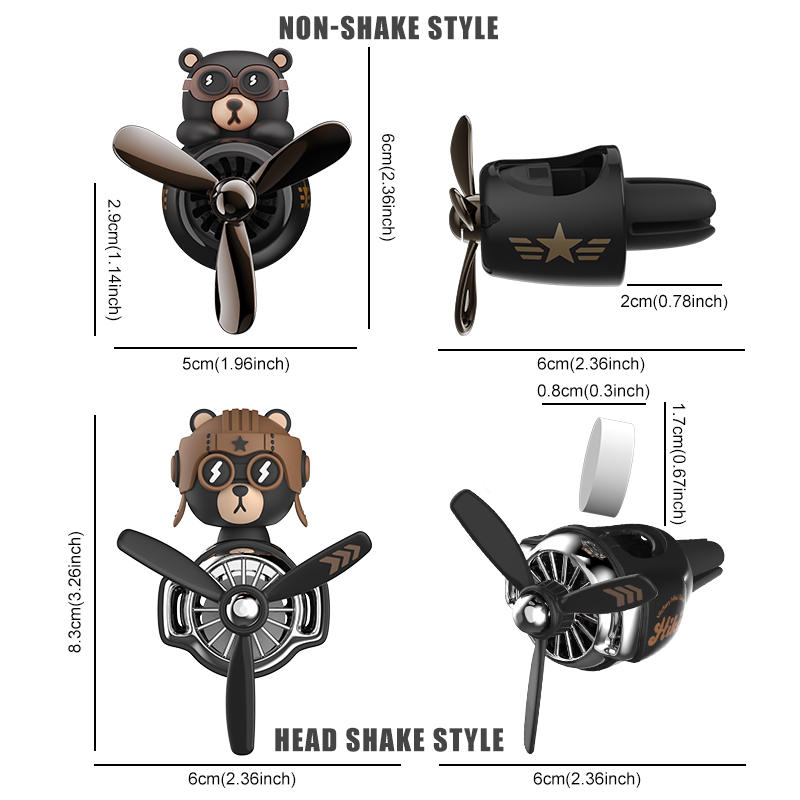 NON-SHAKE STYLE
6cm(2.36inch)
2.9cm(1.14inch)
2cm(0.78inch)
5cm(1.96inch)
6cm(2.36inch)
0.8cm(0.3inch)
1.7cm(0.67inch)
8.3cm(3.26inch)
HEAD SHAKE STYLE
6cm(2.36inch)
6cm(2.36inch)